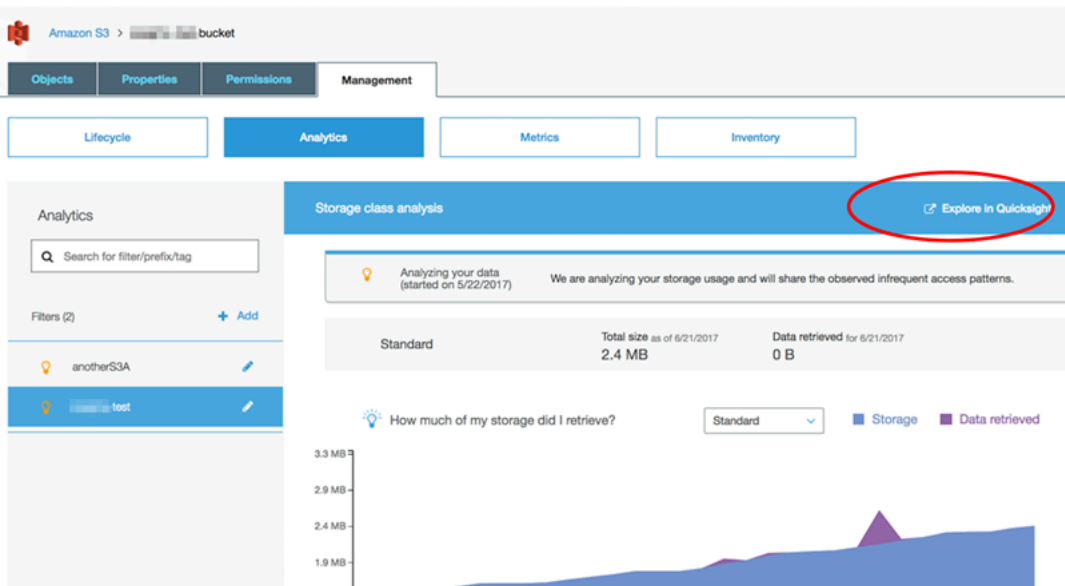 Amazon S3 > bucket
Objects Properties Permissions Management
Lifecycle Analytics Metrics Inventory
Analytics
Search for filter/prefix/tag
Filters (2) + Add
anotherS3A
test
Storage class analysis Explore in Quicksight
Analyzing your data
(started on 5/22/2017)
We are analyzing your storage usage and will share the observed infrequent access patterns.
Standard
Total size as of 6/21/2017
2.4 MB
Data retrieved for 6/21/2017
0 B
How much of my storage did I retrieve? Standard Storage Data retrieved
3.3 MB
2.9 MB
2.4 MB
1.9 MB